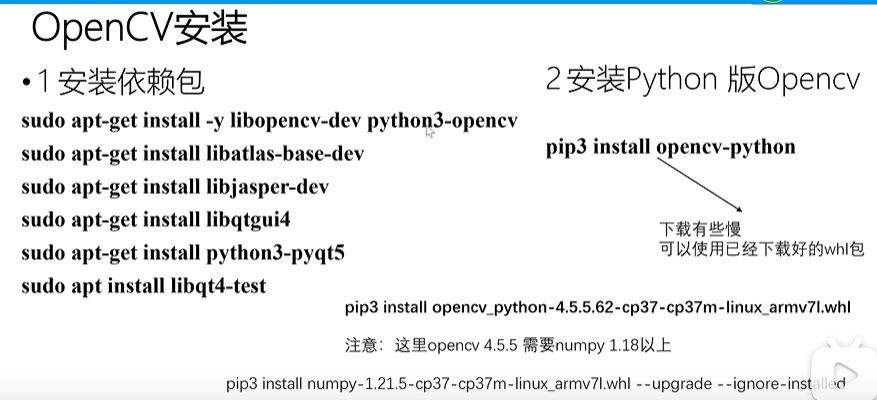 OpenCV安装
•1 安装依赖包
sudo apt-get install -y libopencv-dev python3-opencv
sudo apt-get install libatlas-base-dev
sudo apt-get install libjasper-dev
sudo apt-get install libqtgui4
sudo apt-get install python3-pyqt5
sudo apt install libqt4-test
2 安装Python 版Opencv
pip3 install opencv-python
下载有些慢
可以使用已经下载好的whl包
pip3 install opencv_python-4.5.5.62-cp37-cp37m-linux_armv7l.whl
注意：这里opencv 4.5.5 需要numpy 1.18以上
pip3 install numpy-1.21.5-cp37-cp37m-linux_armv7l.whl --upgrade --ignore-installed